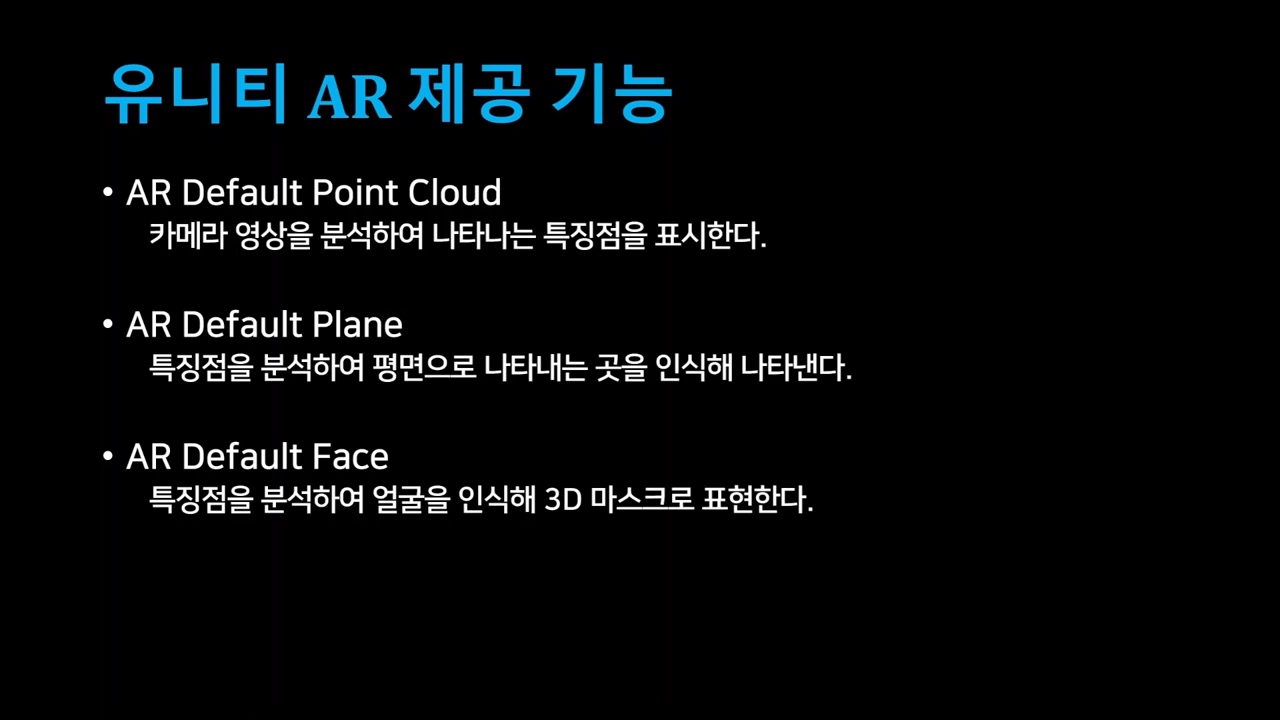 유니티 AR 제공 기능
• AR Default Point Cloud
카메라 영상을 분석하여 나타나는 특징점을 표시한다.
• AR Default Plane
특징점을 분석하여 평면으로 나타내는 곳을 인식해 나타낸다.
• AR Default Face
특징점을 분석하여 얼굴을 인식해 3D 마스크로 표현한다.